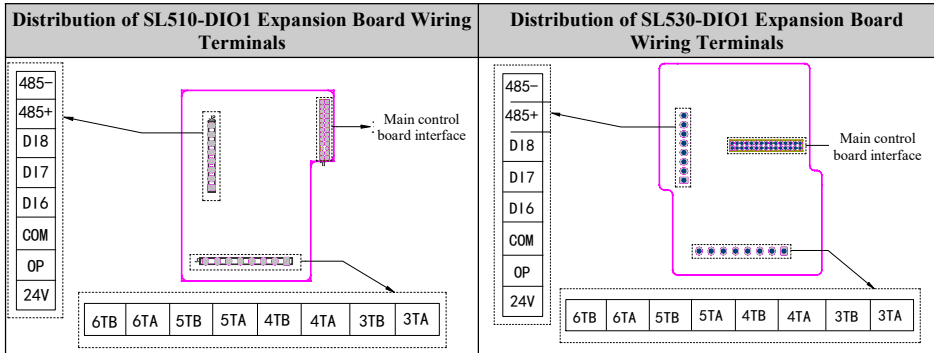 Distribution of SL510-DIO1 Expansion Board Wiring
Terminals
485−
485+
DI8
DI7
DI6
COM
OP
24V
Main control
board interface
6TB 6TA 5TB 5TA 4TB 4TA 3TB 3TA
Distribution of SL530-DIO1 Expansion Board
Wiring Terminals
485−
485+
DI8
DI7
DI6
COM
OP
24V
Main control
board interface
6TB 6TA 5TB 5TA 4TB 4TA 3TB 3TA